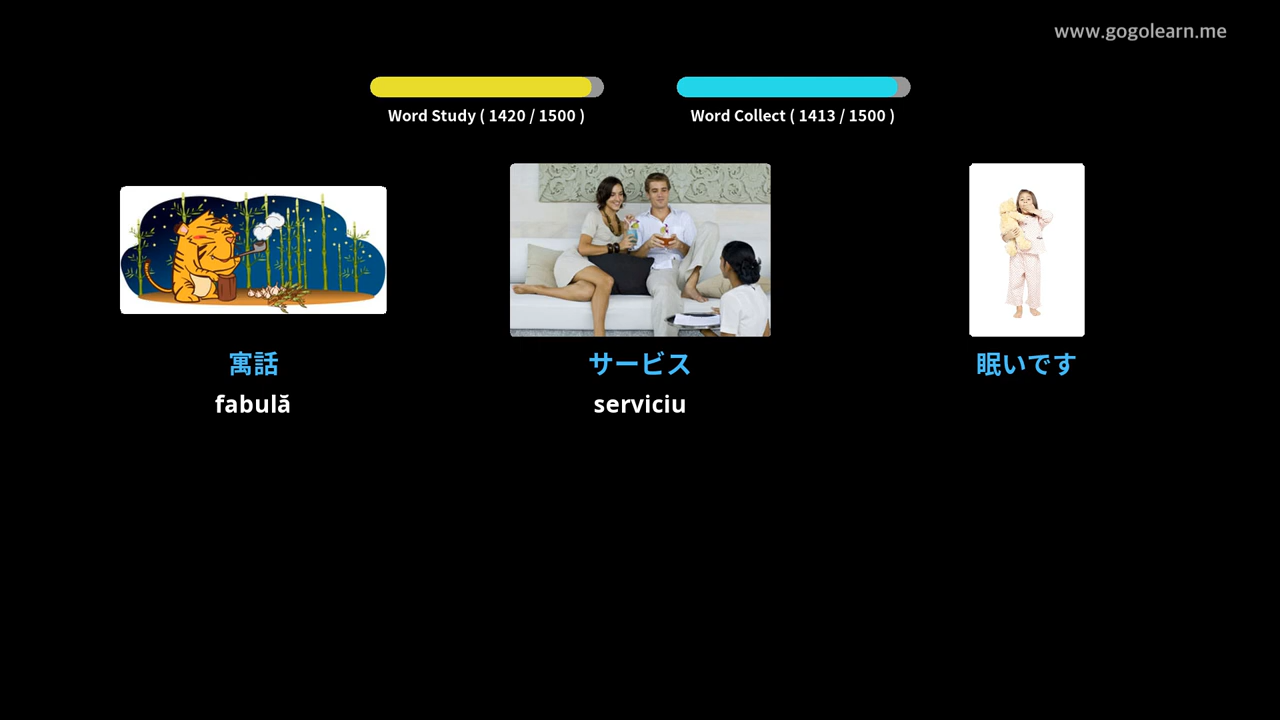 www.gogolearn.me
Word Study ( 1420 / 1500 )
Word Collect ( 1413 / 1500 )
寓話
サービス
眠いです
fabulă
serviciu